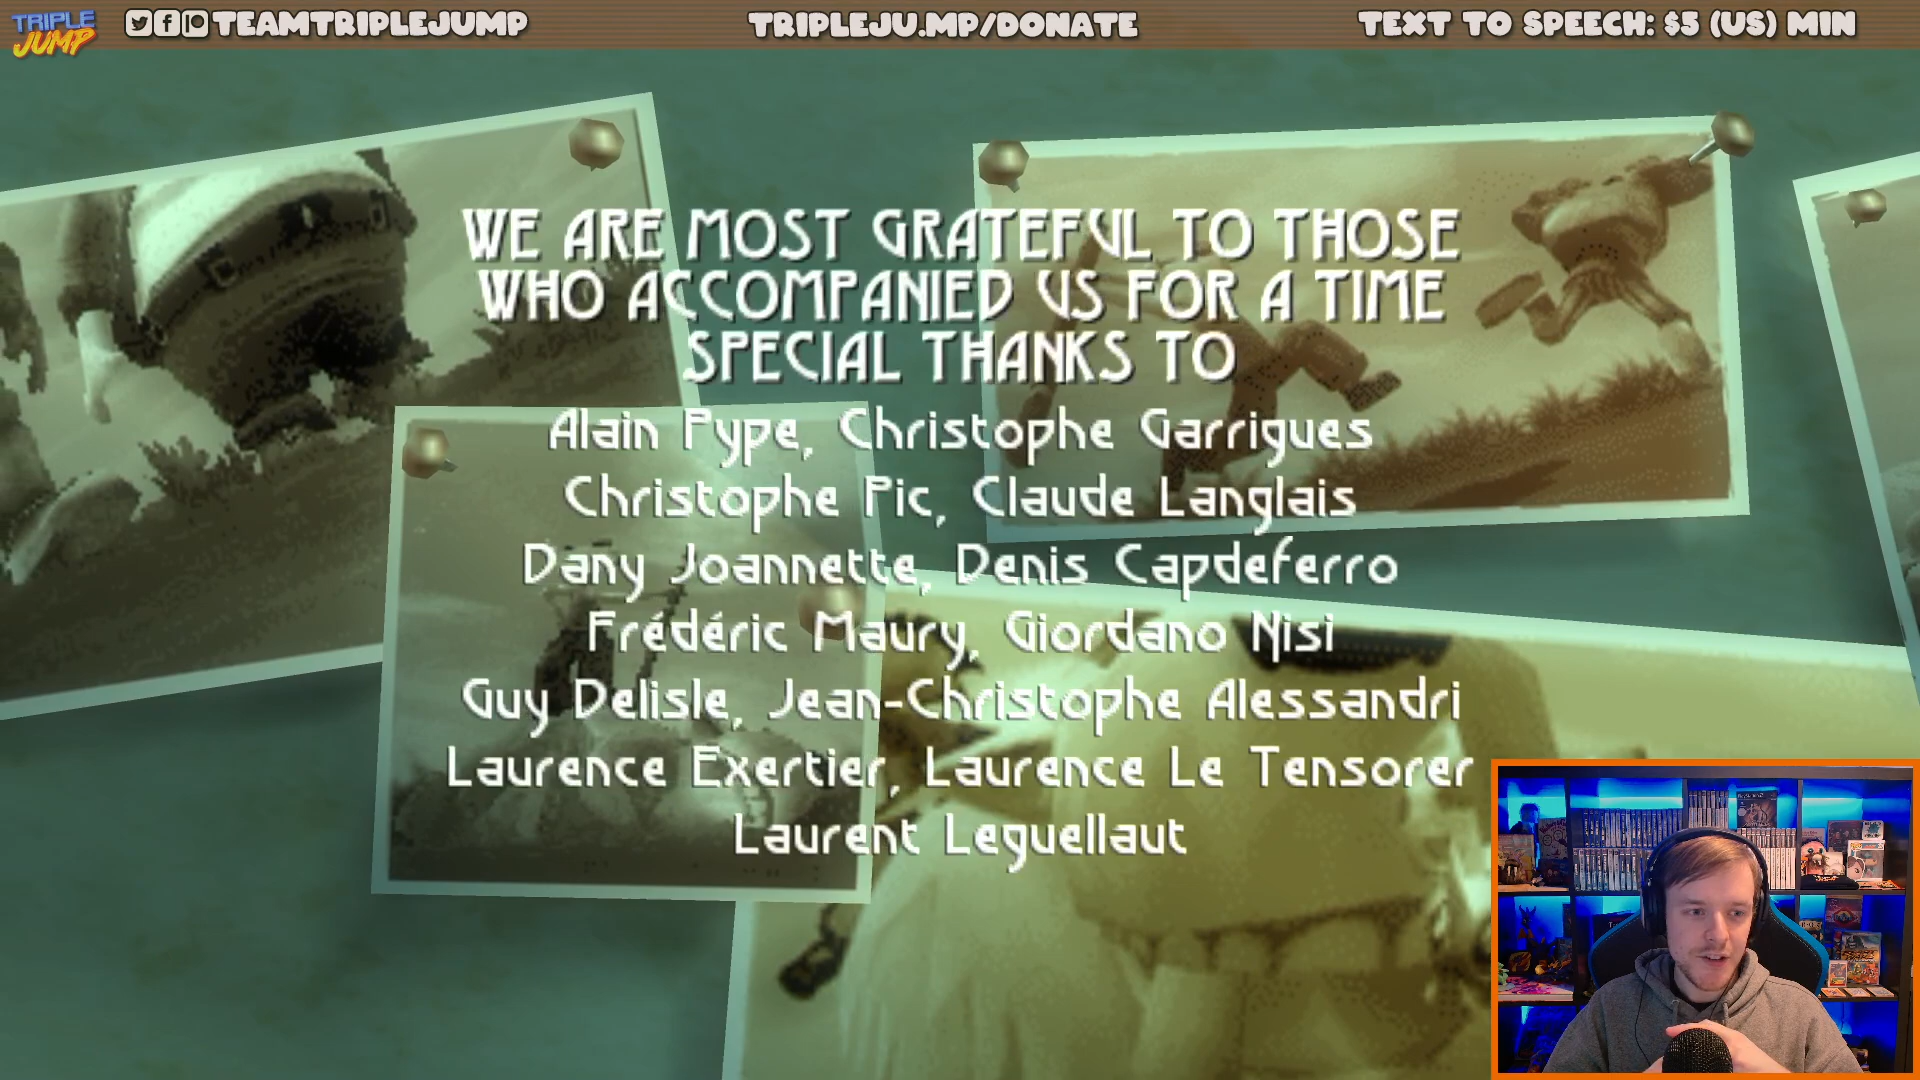 TRIPLE
JUMP
TEAMTRIPLEJUMP
TRIPLEJU.MP/DONATE
TEXT TO SPEECH: $5 (US) MIN
WE ARE MOST GRATEFUL TO THOSE
WHO ACCOMPANIED US FOR A TIME
SPECIAL THANKS TO
Alain Pype, Christophe Garrigues
Christophe Pic, Claude Langlais
Dany Joannette, Denis Capdeferro
Frédéric Maury, Giordano Nisi
Guy Delisle, Jean-Christophe Alessandri
Laurence Exertier, Laurence Le Tensorer
Laurent Leguellaut